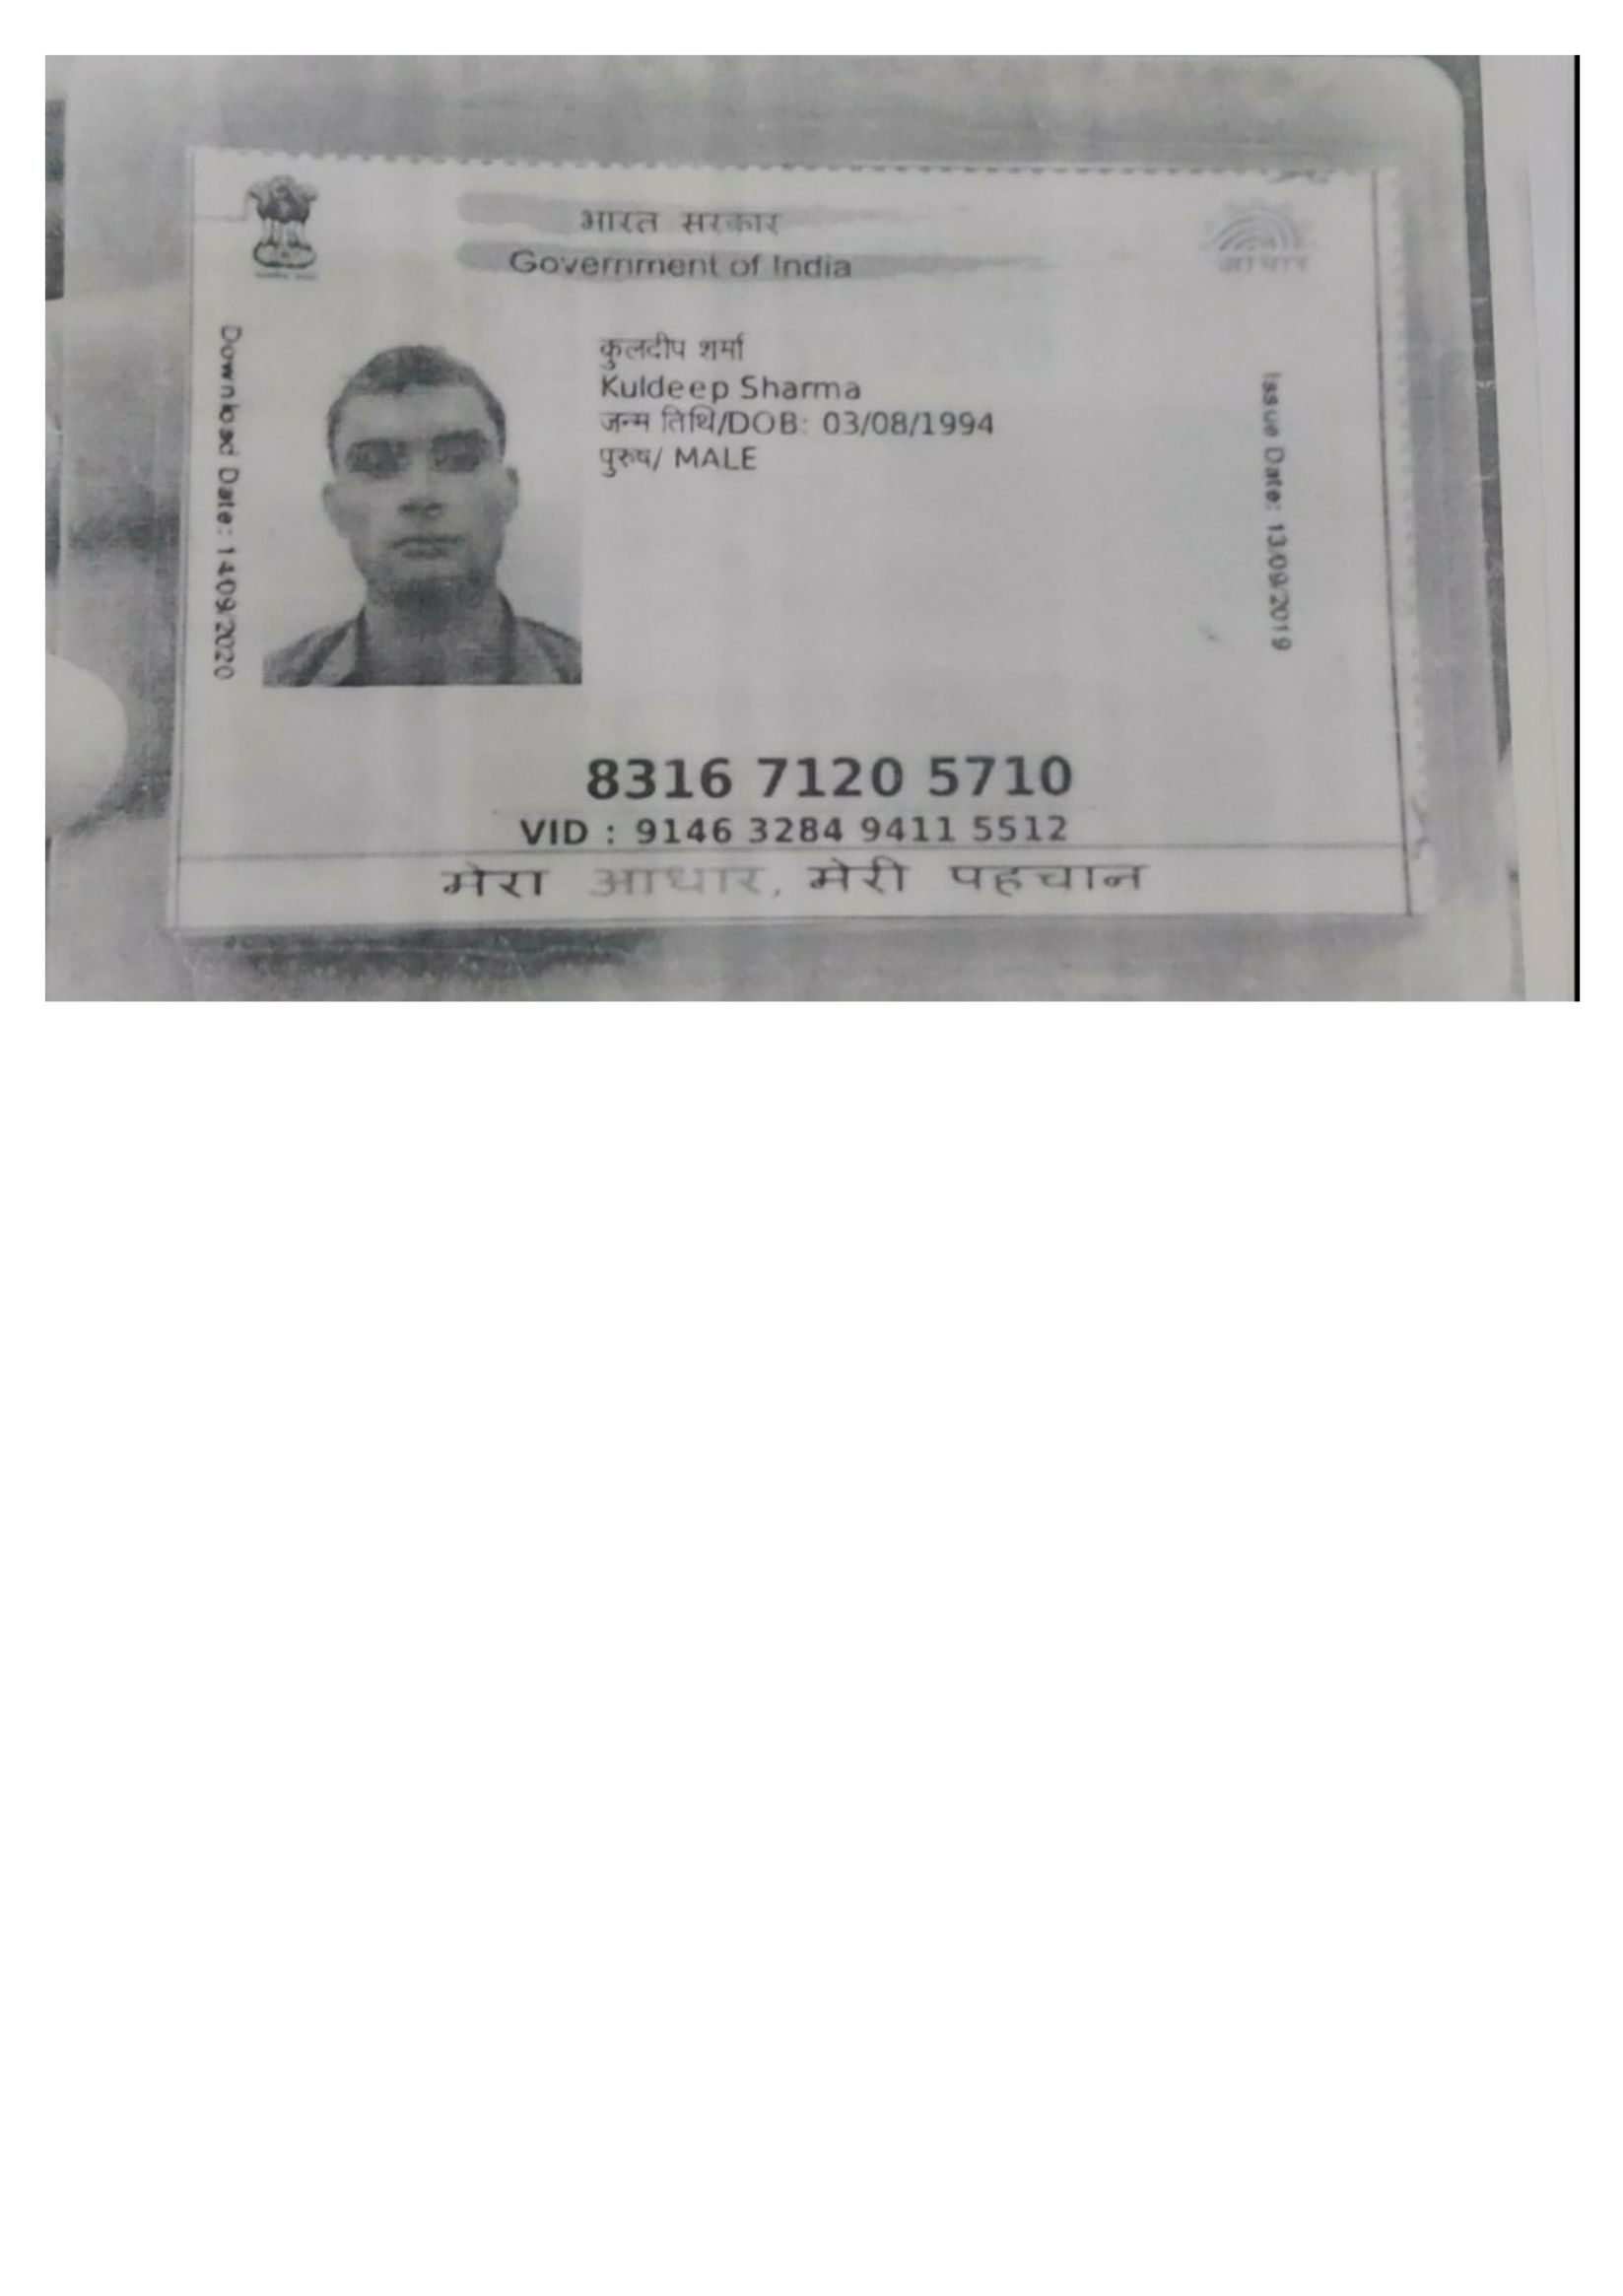 भारत सरकार
Government of India
Download Date: 14/09/2020
कुलदीप शर्मा
Kuldeep Sharma
जन्म तिथि/DOB: 03/08/1994
पुरुष/ MALE
Issue Date: 13/09/2019
आधार
8316 7120 5710
VID : 9146 3284 9411 5512
मेरा आधार, मेरी पहचान